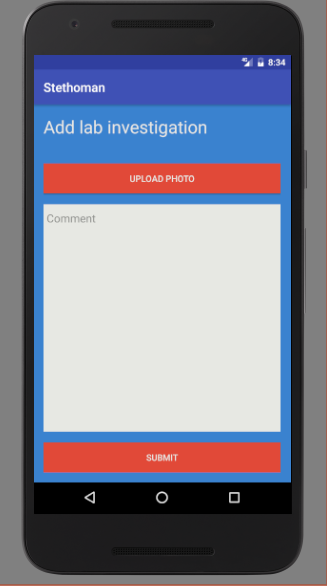 8:34
Stethoman
Add lab investigation
UPLOAD PHOTO
Comment
SUBMIT